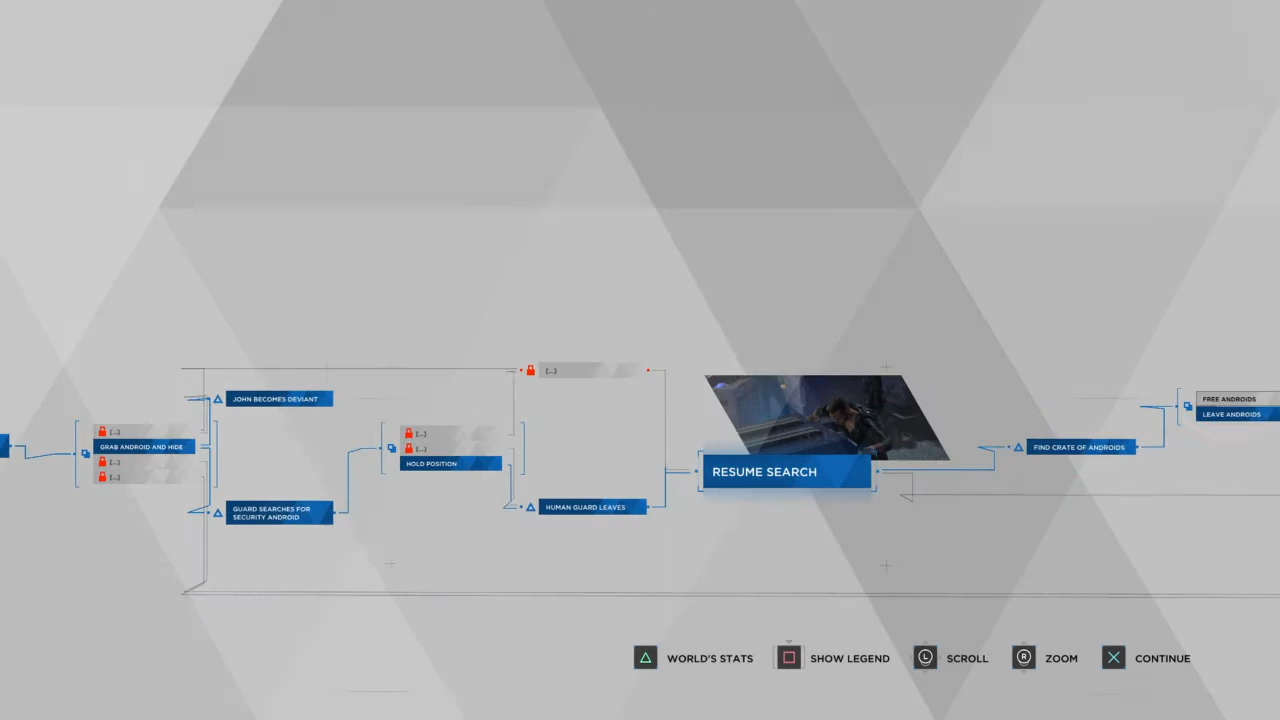 [...]
JOHN BECOMES DEVIANT
FREE ANDROIDS
LEAVE ANDROIDS
[...]
GRAB ANDROID AND HIDE
[...]
[...]
[...]
[...]
HOLD POSITION
FIND CRATE OF ANDROIDS
RESUME SEARCH
GUARD SEARCHES FOR
SECURITY ANDROID
HUMAN GUARD LEAVES
WORLD'S STATS
SHOW LEGEND
L
SCROLL
R
ZOOM
CONTINUE